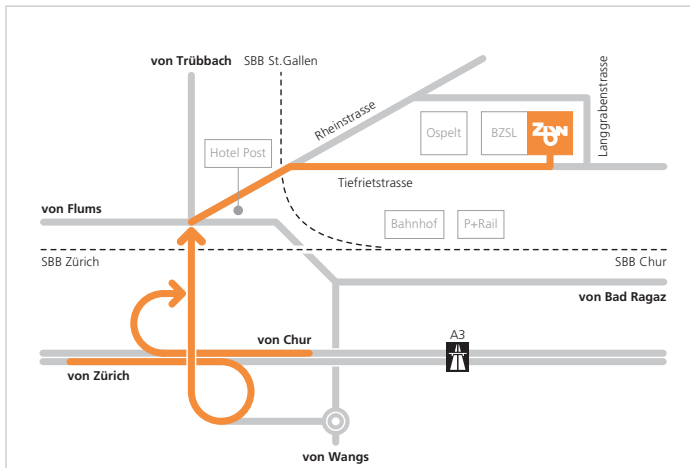 von Trübbach
SBB St.Gallen
Rheinstrasse
Langgrabenstrasse
Ospelt
BZSL
ZbW
Hotel Post
Tiefrietstrasse
von Flums
Bahnhof
P+Rail
SBB Zürich
SBB Chur
von Bad Ragaz
von Chur
A3
von Zürich
von Wangs